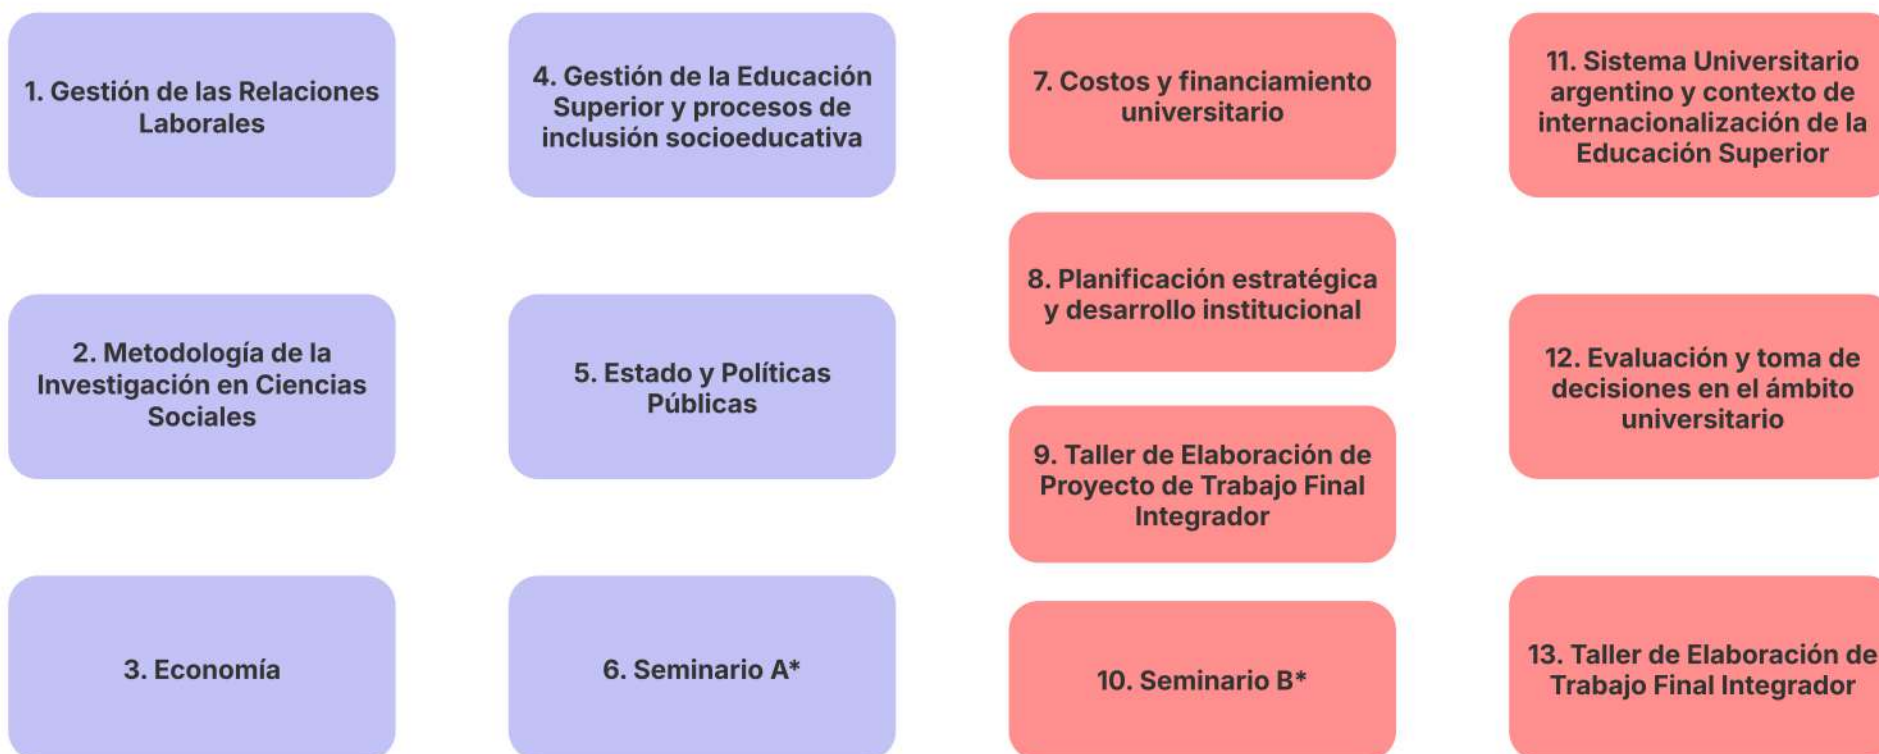 1. Gestión de las Relaciones
Laborales
2. Metodología de la
Investigación en Ciencias
Sociales
3. Economía
4. Gestión de la Educación
Superior y procesos de
inclusión socioeducativa
5. Estado y Políticas
Públicas
6. Seminario A*
7. Costos y financiamiento
universitario
8. Planificación estratégica
y desarrollo institucional
9. Taller de Elaboración de
Proyecto de Trabajo Final
Integrador
10. Seminario B*
11. Sistema Universitario
argentino y contexto de
internacionalización de la
Educación Superior
12. Evaluación y toma de
decisiones en el ámbito
universitario
13. Taller de Elaboración de
Trabajo Final Integrador